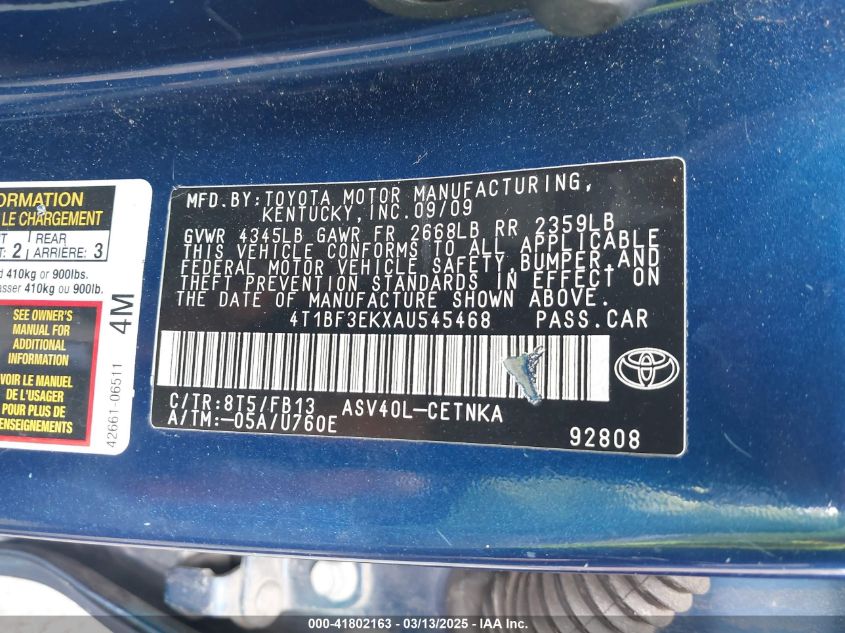 ORMATION
LE CHARGEMENT
REAR
2 ARRIÈRE: 3
410kg or 900lbs.
asser 410kg ou 900lb.
SEE OWNER'S
MANUAL FOR
ADDITIONAL
INFORMATION
VOIR LE MANUEL
DE L'USAGER
POUR PLUS
RENSEIGNEMENTS
4M
42661-06511
MFD.BY:TOYOTA MOTOR MANUFACTURING,
KENTUCKY,INC.09/09
GVWR 4345LB GAWR FR 2668LB RR 2359LB
THIS VEHICLE CONFORMS TO ALL APPLICABLE
FEDERAL MOTOR VEHICLE SAFETY,BUMPER,AND
THEFT PREVENTION STANDARDS IN EFFECT ON
THE DATE OF MANUFACTURE SHOWN ABOVE.
4T1BF3EKXAU545468 PASS.CAR
C/TR:8T5/FB13 ASV40L-CETNKA
A/TM:-05A/U760E
92808
000-41802163 - 03/13/2025 - IAA Inc.